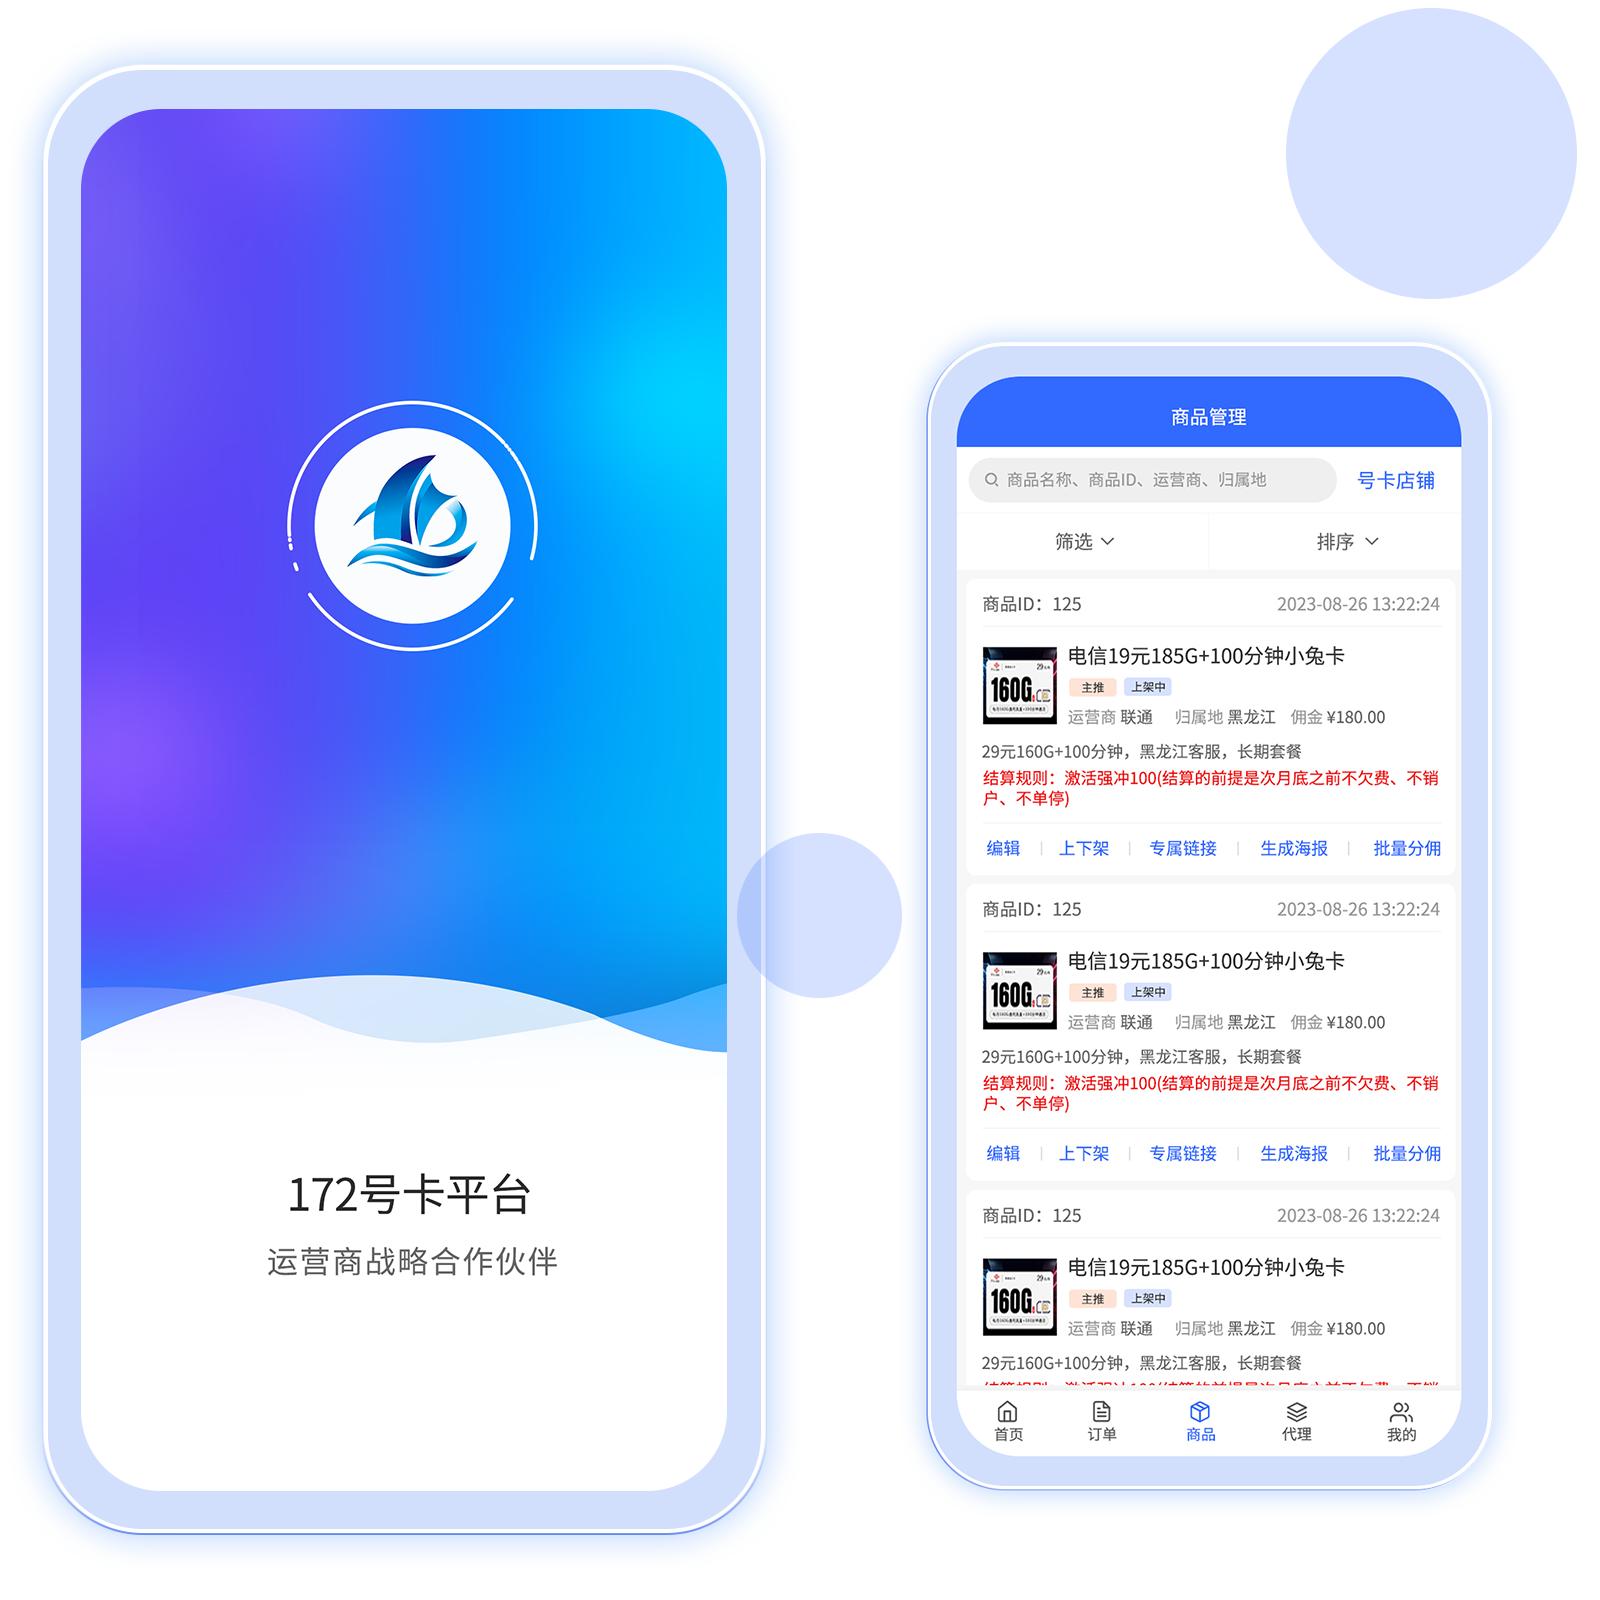 172号卡平台
运营商战略合作伙伴
商品管理
商品名称、商品ID、运营商、归属地
号卡店铺
筛选
排序
商品ID：125
2023-08-26 13:22:24
电信19元185G+100分钟小兔卡
160G
29
主推
上架中
运营商 联通 归属地 黑龙江 佣金 ¥180.00
29元160G+100分钟，黑龙江客服，长期套餐
结算规则：激活强冲100(结算的前提是次月底之前不欠费、不销
户、不单停)
编辑
上下架
专属链接
生成海报
批量分佣
商品ID：125
2023-08-26 13:22:24
电信19元185G+100分钟小兔卡
160G
29
主推
上架中
运营商 联通 归属地 黑龙江 佣金 ¥180.00
29元160G+100分钟，黑龙江客服，长期套餐
结算规则：激活强冲100(结算的前提是次月底之前不欠费、不销
户、不单停)
编辑
上下架
专属链接
生成海报
批量分佣
商品ID：125
2023-08-26 13:22:24
电信19元185G+100分钟小兔卡
160G
29
主推
上架中
运营商 联通 归属地 黑龙江 佣金 ¥180.00
29元160G+100分钟，黑龙江客服，长期套餐
首页
订单
商品
代理
我的